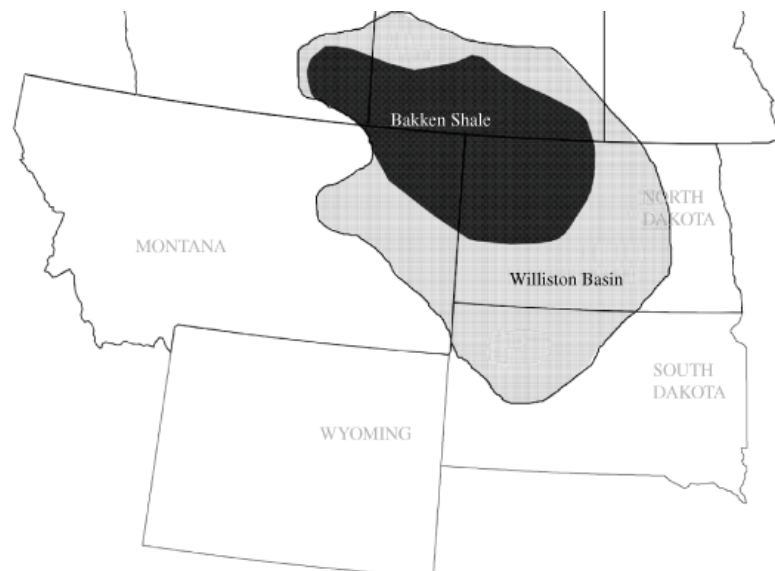 Bakken Shale
NORTH
DAKOTA
MONTANA
Williston Basin
SOUTH
DAKOTA
WYOMING